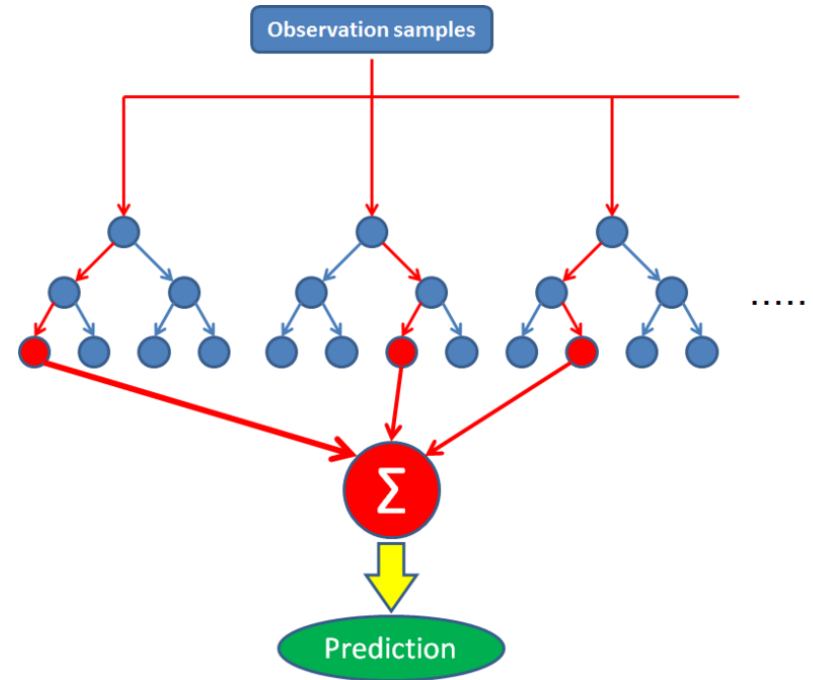 Observation samples
.....
Σ
Prediction